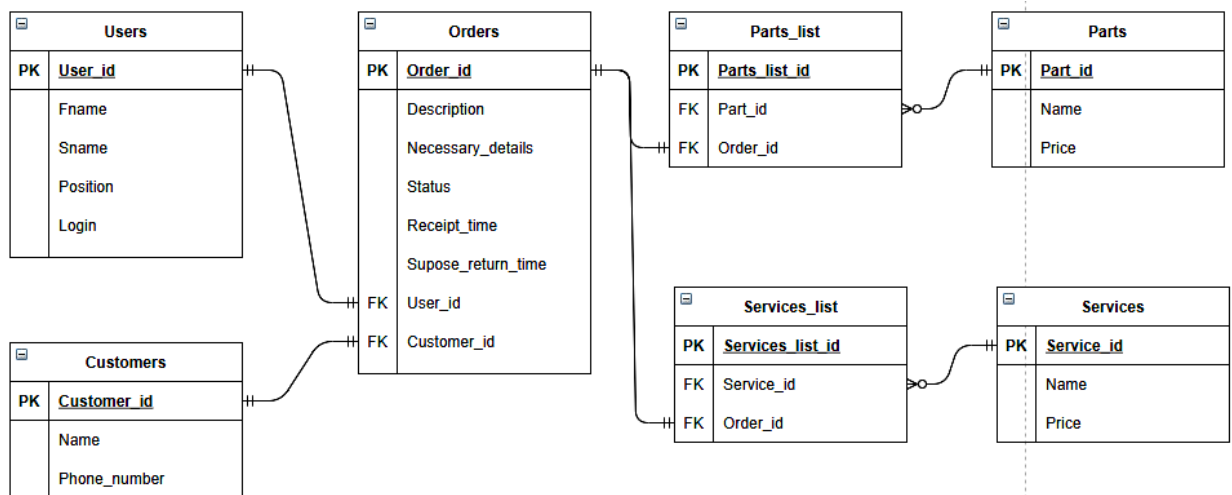 Users
PK User_id
Fname
Sname
Position
Login
Orders
PK Order_id
Description
Necessary_details
Status
Receipt_time
Supose_return_time
FK User_id
FK Customer_id
Parts_list
PK Parts_list_id
FK Part_id
FK Order_id
Parts
PK Part_id
Name
Price
Customers
PK Customer_id
Name
Phone_number
Services_list
PK Services_list_id
FK Service_id
FK Order_id
Services
PK Service_id
Name
Price